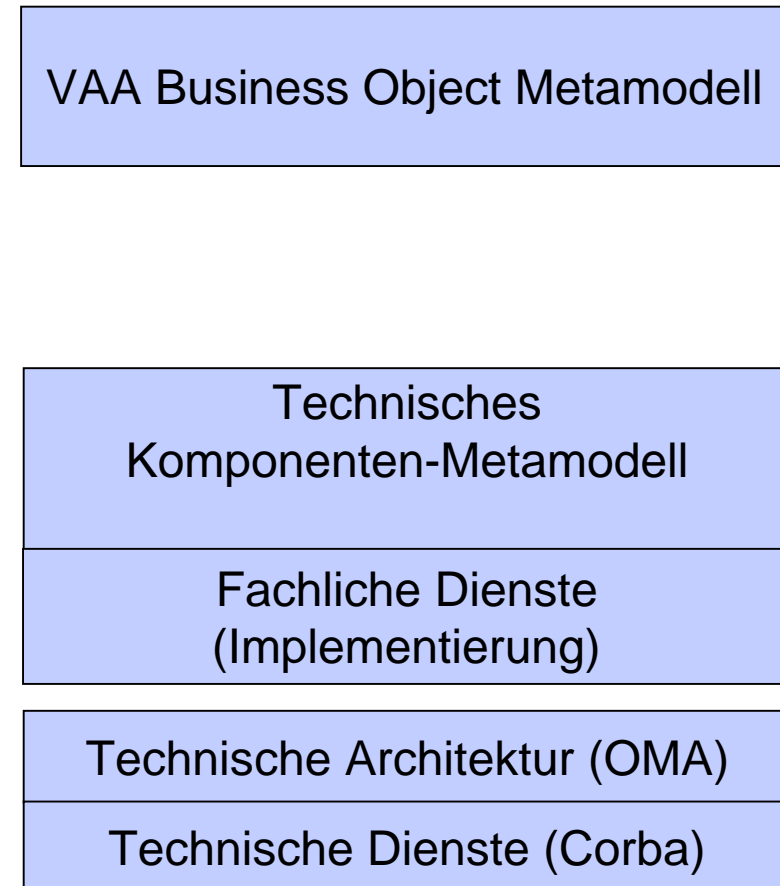 VAA Business Object Metamodell
Technisches
Komponenten-Metamodell
Fachliche Dienste
(Implementierung)
Technische Architektur (OMA)
Technische Dienste (Corba)